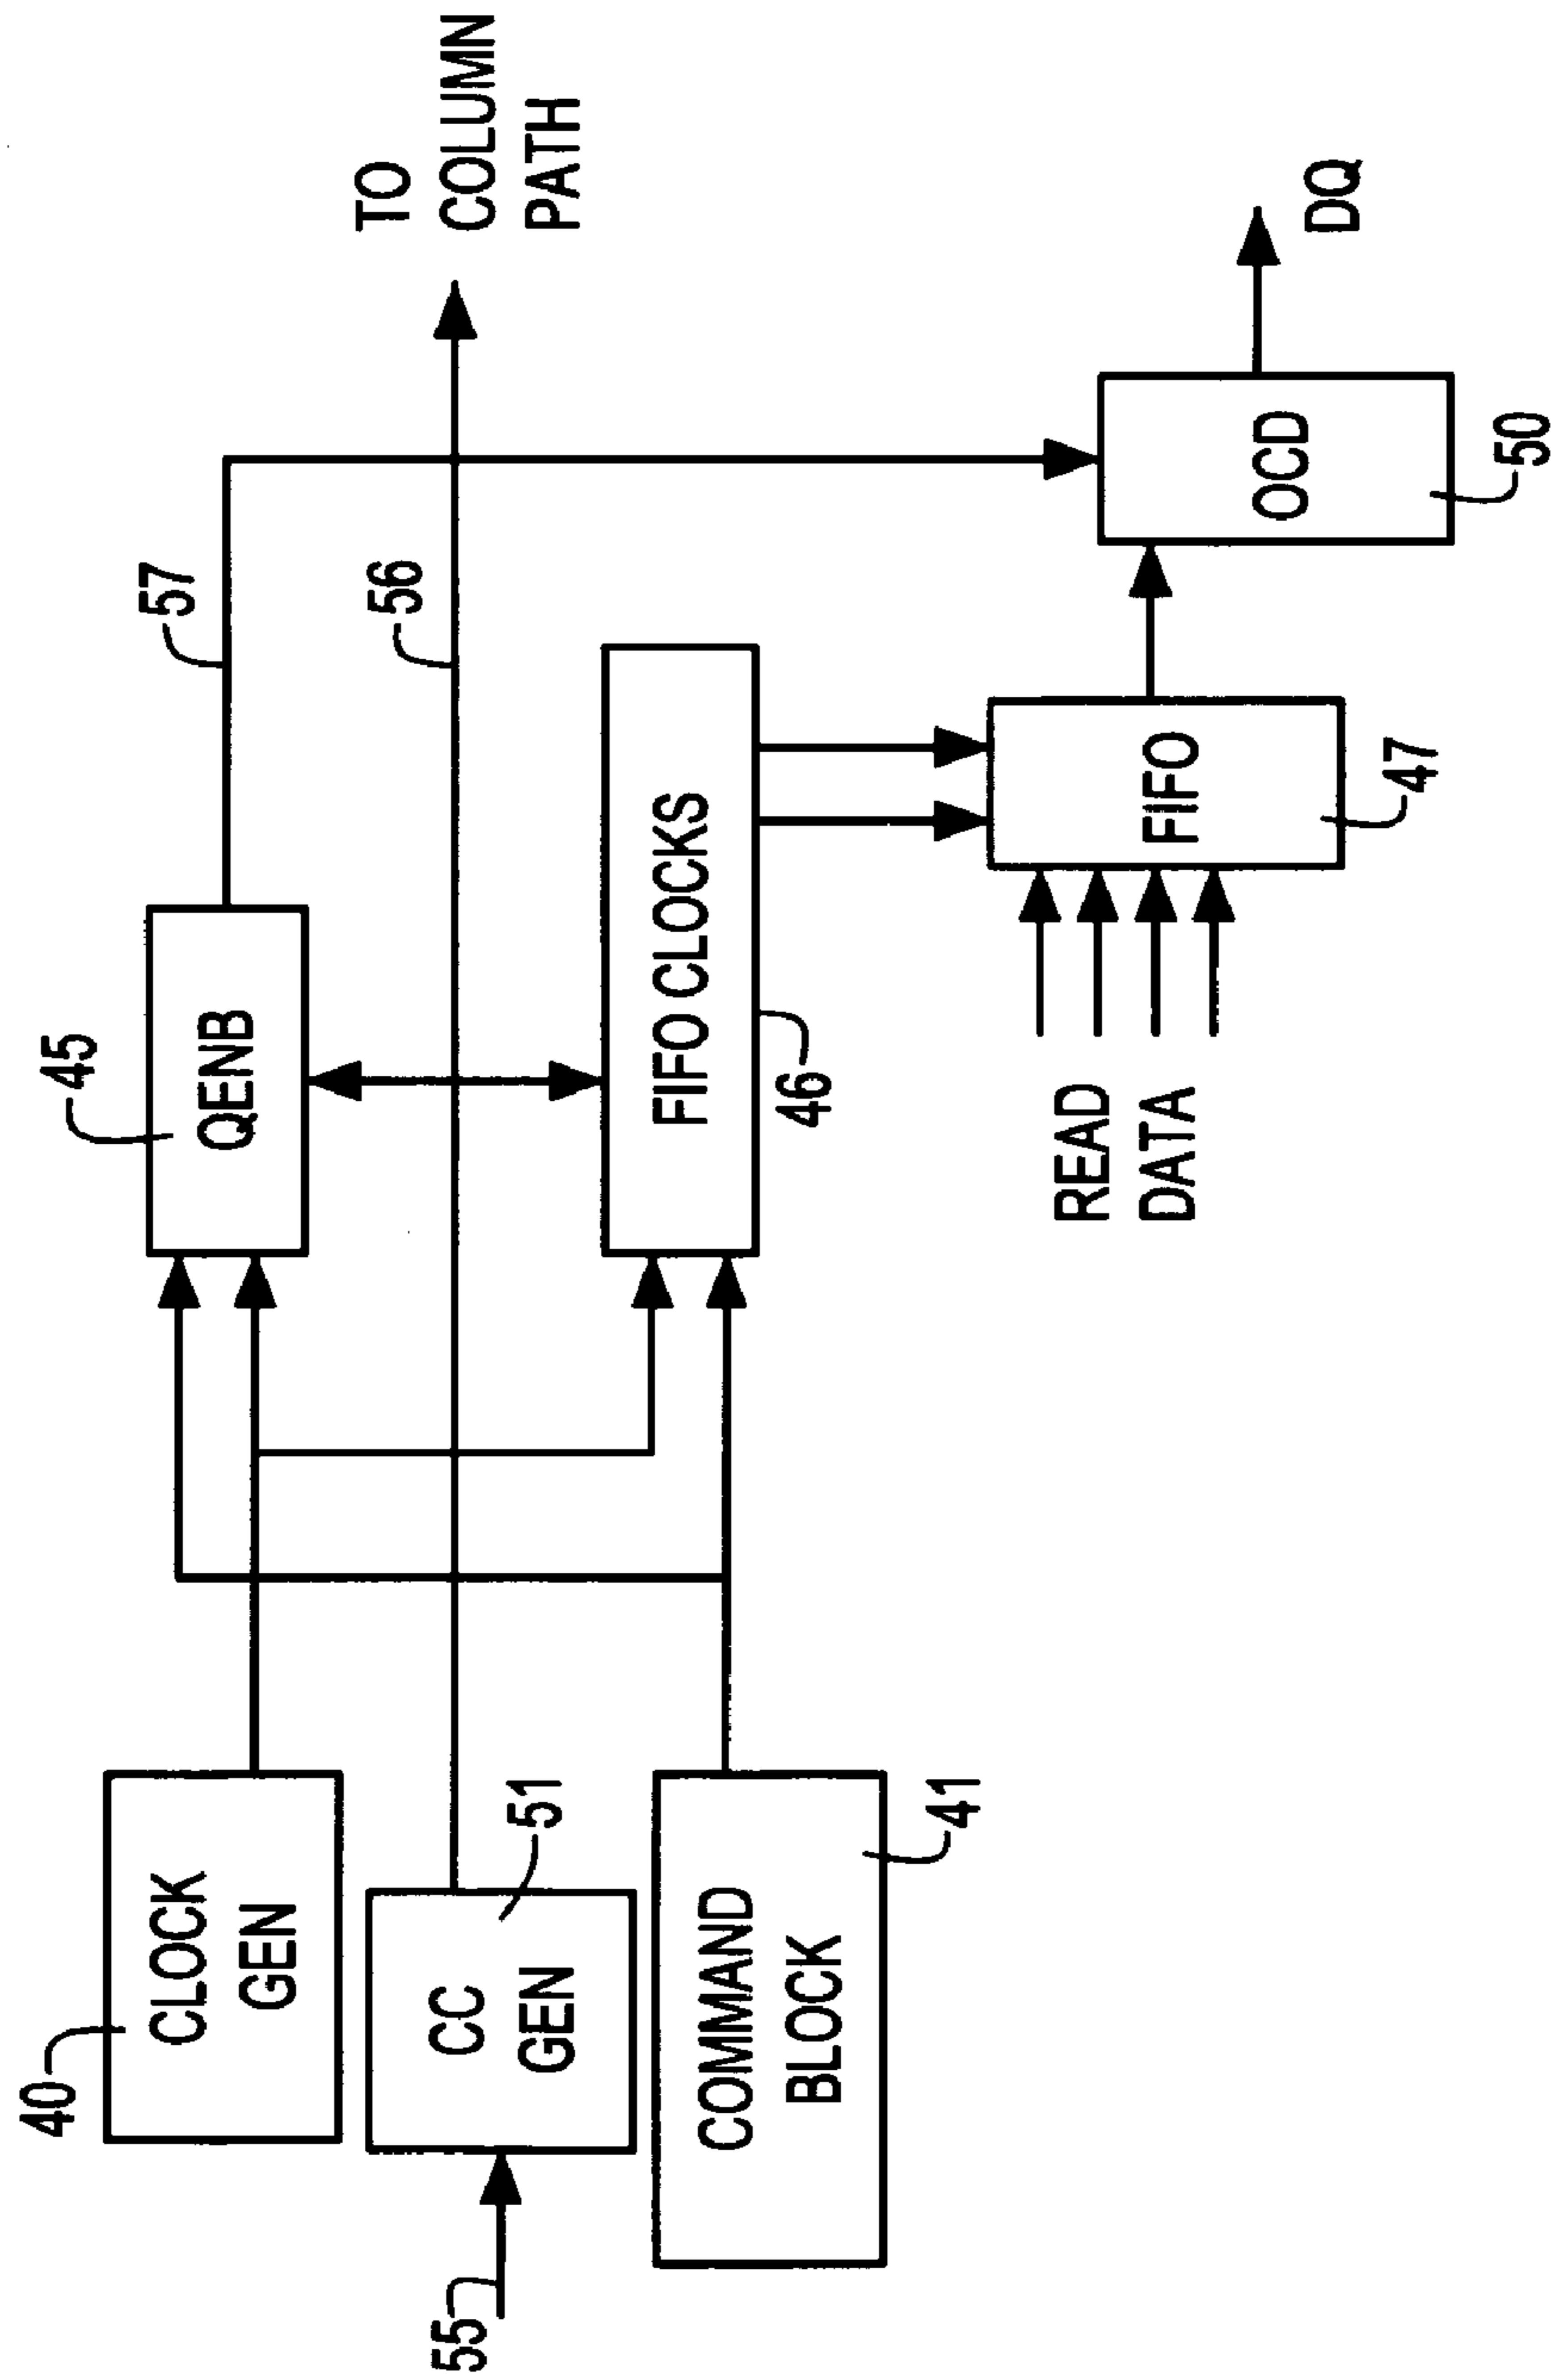 40
CLOCK
GEN
45
QENB
57
TO
COLUMN
PATH
55
CC
GEN
51
56
COMMAND
BLOCK
41
FIFO CLOCKS
46
READ
DATA
FIFO
47
OCD
50
DQ